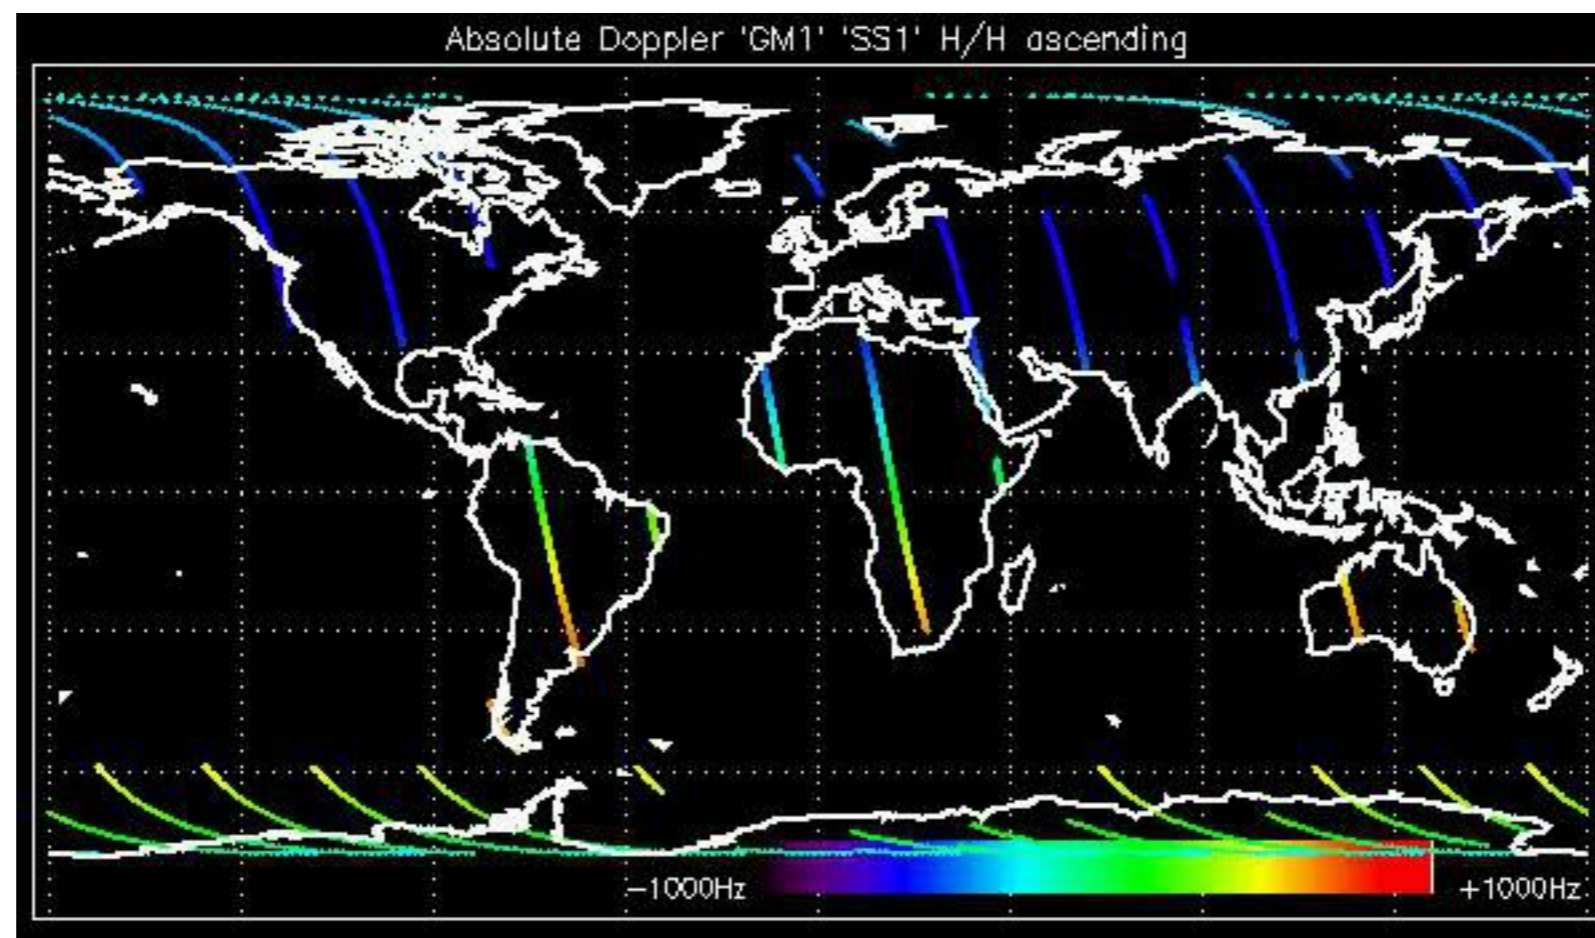 Absolute Doppler 'GM1' 'SS1' H/H ascending
−1000Hz
+1000Hz